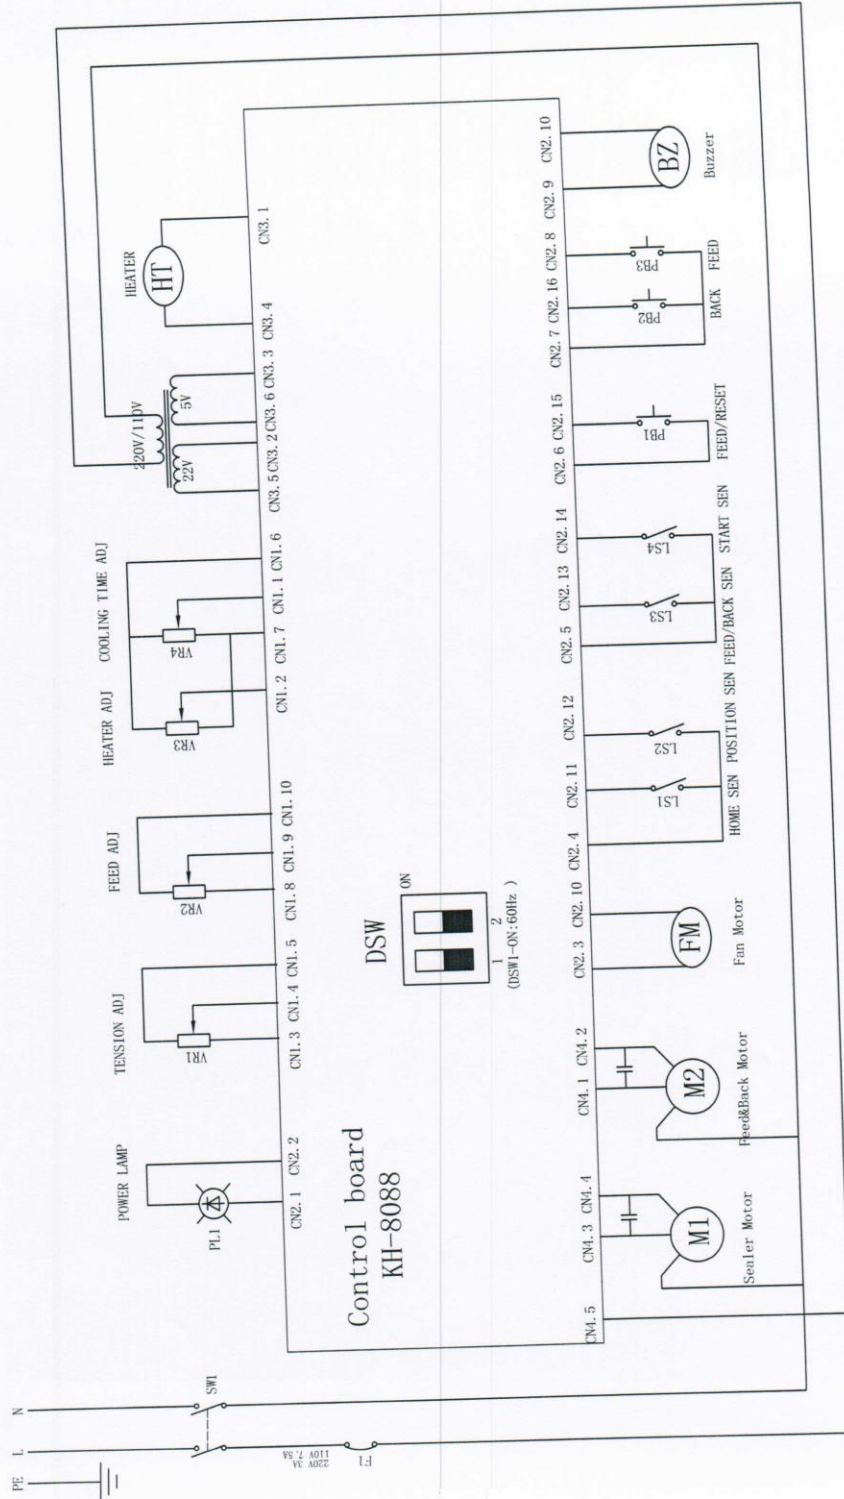 PE
L
N
SW1
220V 3A
110V 7.5A
F1
POWER LAMP
PL1
CN2.1
CN2.2
TENSION ADJ
VR1
CN1.3
CN1.4
CN1.5
FEED ADJ
VR2
CN1.8
CN1.9
CN1.10
HEATER ADJ
COOLING TIME ADJ
VR3
VR4
CN1.2
CN1.7
CN1.1
CN1.6
220V/110V
22V
5V
CN3.5
CN3.2
CN3.6
CN3.3
HEATER
HT
CN3.4
CN3.1
Control board
KH-8088
DSW
ON
1
2
(DSW1-ON:60Hz )
CN4.5
CN4.3
CN4.4
M1
Sealer Motor
CN4.1
CN4.2
M2
Feed&Back Motor
CN2.3
CN2.10
FM
Fan Motor
CN2.4
CN2.11
CN2.12
LS1
LS2
HOME SEN
POSITION SEN
CN2.5
CN2.13
CN2.14
LS3
LS4
FEED/BACK SEN
START SEN
CN2.6
CN2.15
PB1
FEED/RESET
CN2.7
CN2.16
CN2.8
PB2
PB3
BACK
FEED
CN2.9
CN2.10
BZ
Buzzer